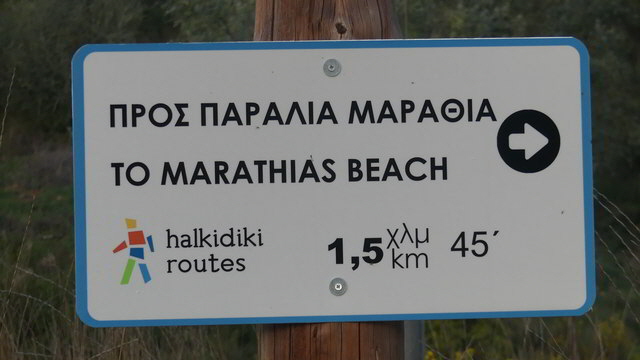 ΠΡΟΣ ΠΑΡΑΛΙΑ ΜΑΡΑΘΙΑ
TO MARATHIAS BEACH
halkidiki
routes
1,5 χλμ
km
45΄